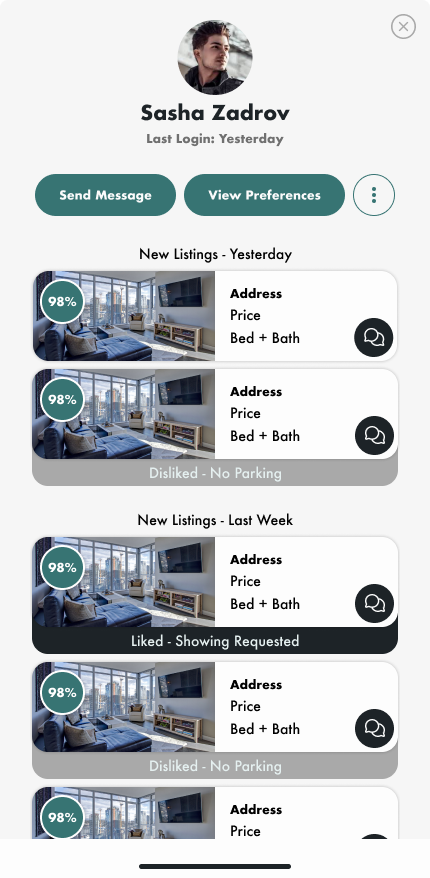 Sasha Zadrov
Last Login: Yesterday
Send Message
View Preferences
New Listings - Yesterday
98%
Address
Price
Bed + Bath
98%
Address
Price
Bed + Bath
Disliked - No Parking
New Listings - Last Week
98%
Address
Price
Bed + Bath
Liked - Showing Requested
98%
Address
Price
Bed + Bath
Disliked - No Parking
98%
Address
Price